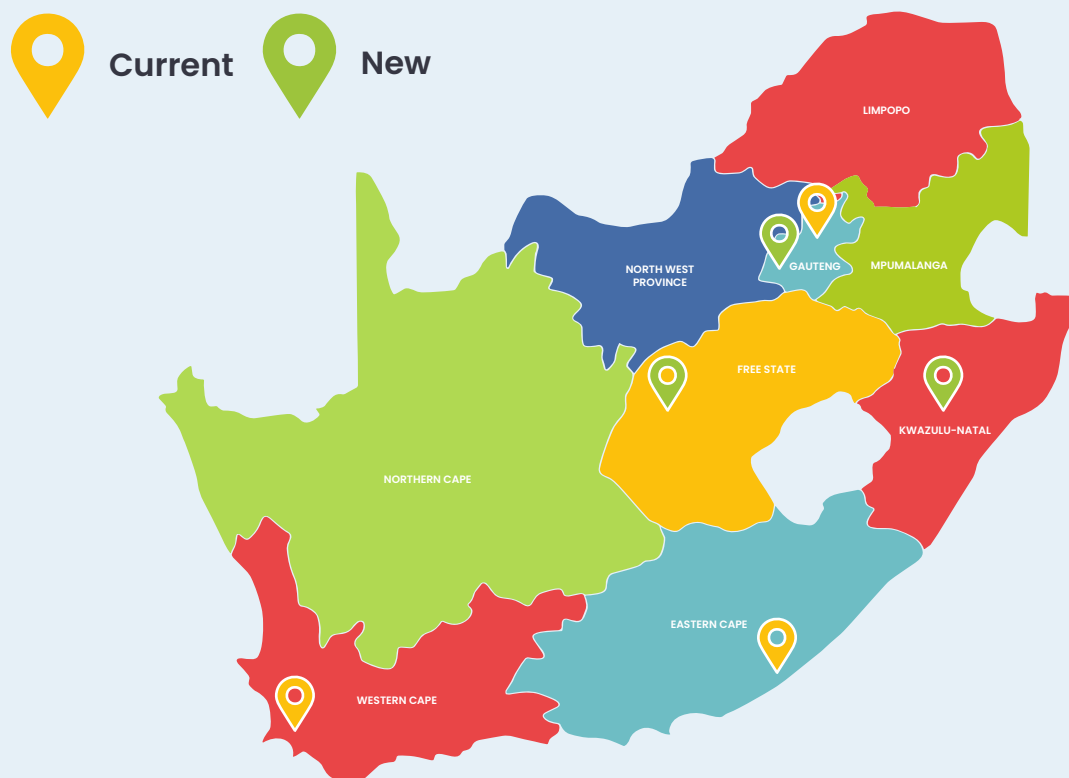 Current
New
LIMPOPO
NORTH WEST
PROVINCE
GAUTENG
MPUMALANGA
FREE STATE
KWAZULU-NATAL
NORTHERN CAPE
EASTERN CAPE
WESTERN CAPE